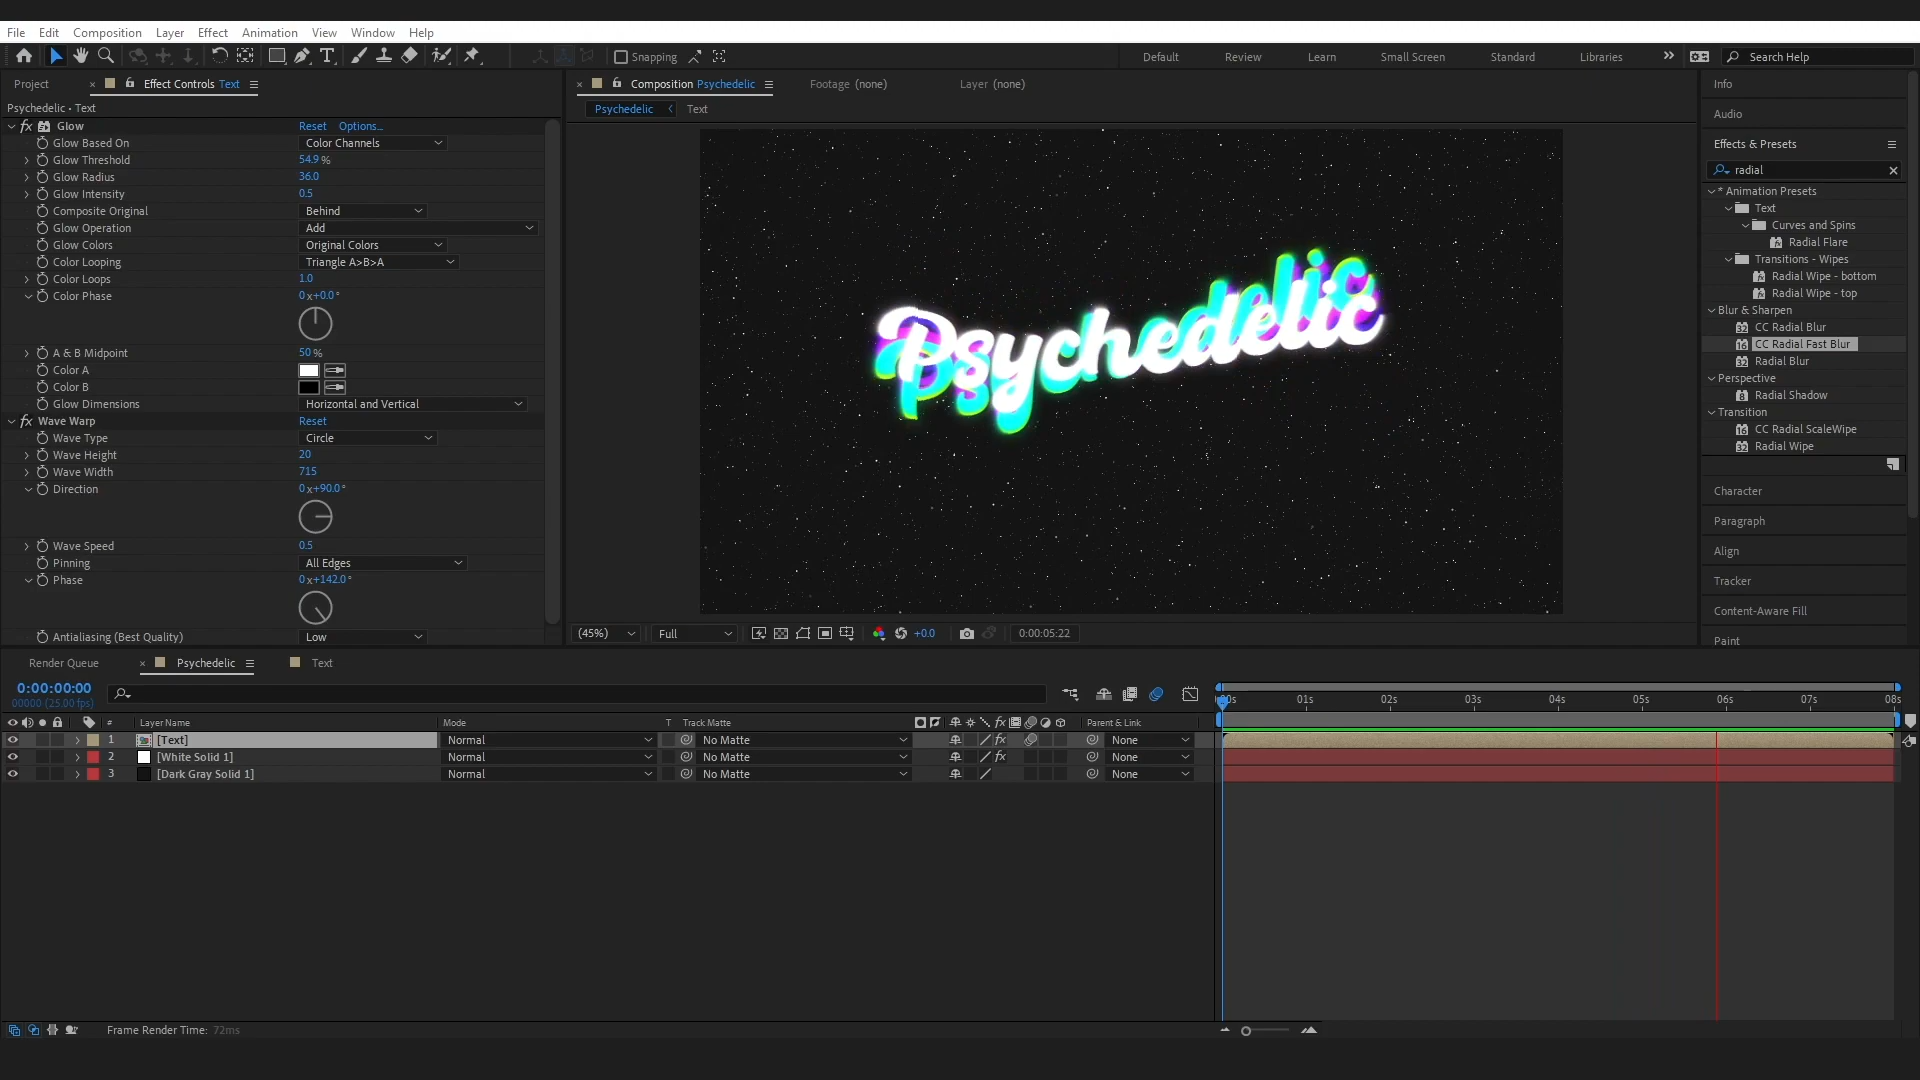 File Edit Composition Layer Effect Animation View Window Help
Snapping
Default Review Learn Small Screen Standard Libraries
Search Help
Project
Effect Controls Text
Psychedelic • Text
Glow Reset Options...
Glow Based On Color Channels
Glow Threshold 54.9 %
Glow Radius 36.0
Glow Intensity 0.5
Composite Original Behind
Glow Operation Add
Glow Colors Original Colors
Color Looping Triangle A>B>A
Color Loops 1.0
Color Phase 0 x+0.0°
A & B Midpoint 50 %
Color A
Color B
Glow Dimensions Horizontal and Vertical
Wave Warp Reset
Wave Type Circle
Wave Height 20
Wave Width 715
Direction 0 x+90.0°
Wave Speed 0.5
Pinning All Edges
Phase 0 x+142.0°
Antialiasing (Best Quality) Low
Composition Psychedelic
Footage (none)
Layer (none)
Psychedelic Text
Psychedelic
(45%) Full +0.0 0:00:05:22
Info
Audio
Effects & Presets
radial
* Animation Presets
Text
Curves and Spins
Radial Flare
Transitions - Wipes
Radial Wipe - bottom
Radial Wipe - top
Blur & Sharpen
CC Radial Blur
CC Radial Fast Blur
Radial Blur
Perspective
Radial Shadow
Transition
CC Radial ScaleWipe
Radial Wipe
Character
Paragraph
Align
Tracker
Content-Aware Fill
Paint
Render Queue Psychedelic Text
0:00:00:00
00000 (25.00 fps)
01s 02s 03s 04s 05s 06s 07s 08s
# Layer Name Mode T Track Matte Parent & Link
1 [Text] Normal No Matte None
2 [White Solid 1] Normal No Matte None
3 [Dark Gray Solid 1] Normal No Matte None
Frame Render Time: 72ms